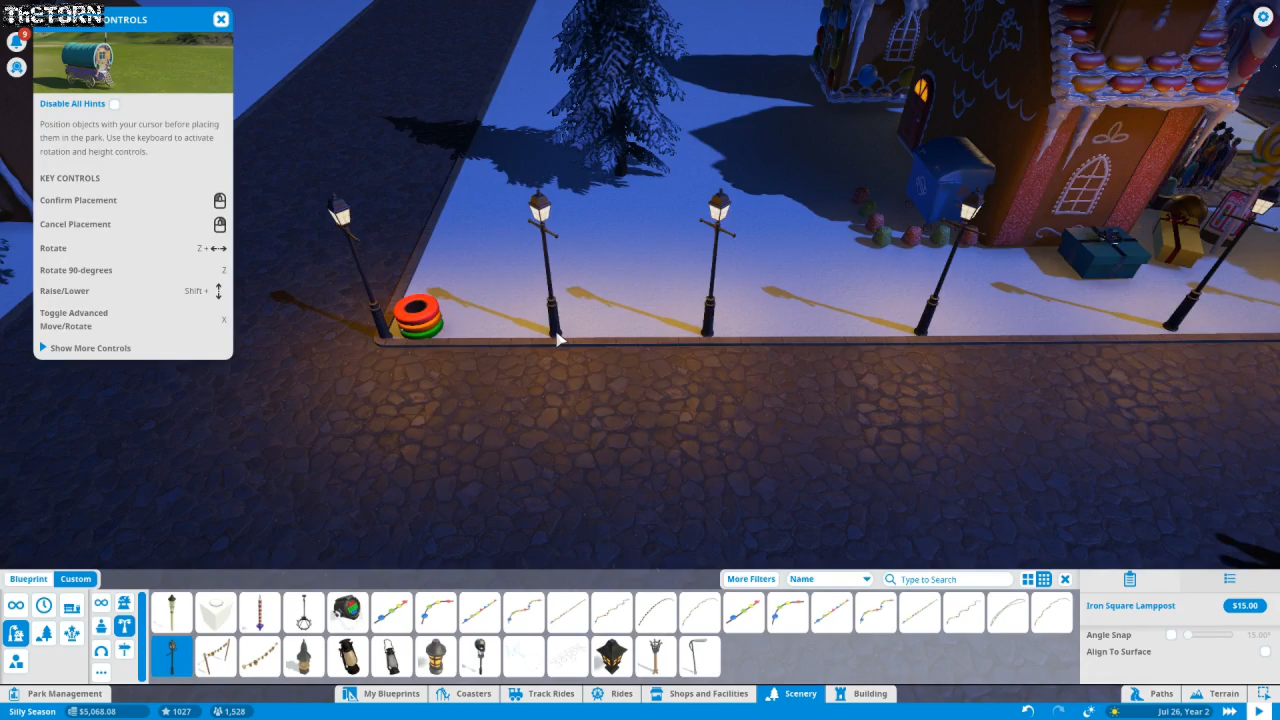 THETORN
CONTROLS
9
Disable All Hints
Position objects with your cursor before placing
them in the park. Use the keyboard to activate
rotation and height controls.
KEY CONTROLS
Confirm Placement
Cancel Placement
Rotate Z +
Rotate 90-degrees Z
Raise/Lower Shift +
Toggle Advanced
Move/Rotate X
Show More Controls
Blueprint Custom More Filters Name Type to Search
Iron Square Lamppost $15.00
Angle Snap 15.00°
Align To Surface
Park Management My Blueprints Coasters Track Rides Rides Shops and Facilities Scenery Building Paths Terrain
Silly Season $5,068.08 1027 1,528 Jul 26, Year 2